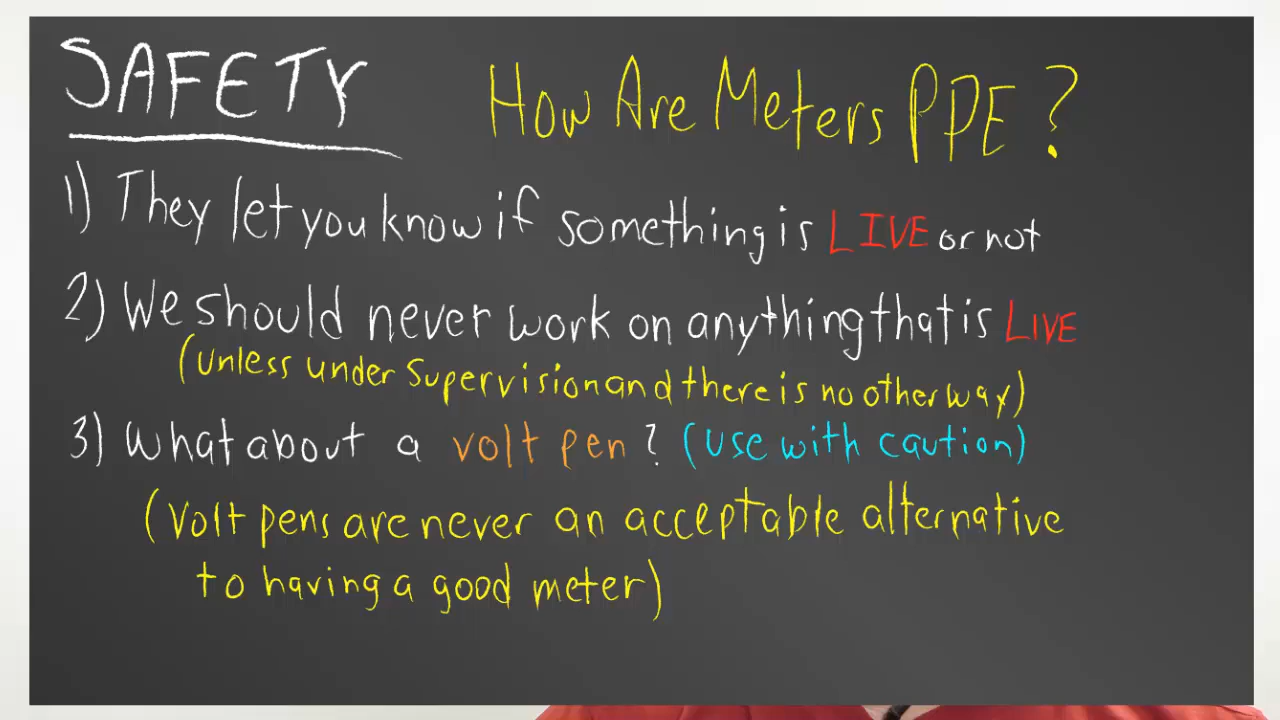 SAFETY
How Are Meters PPE?
1) They let you know if something is LIVE or not
2) We should never work on anything that is LIVE
(unless under supervision and there is no other way)
3) What about a volt pen? (use with caution)
(Volt pens are never an acceptable alternative
to having a good meter)